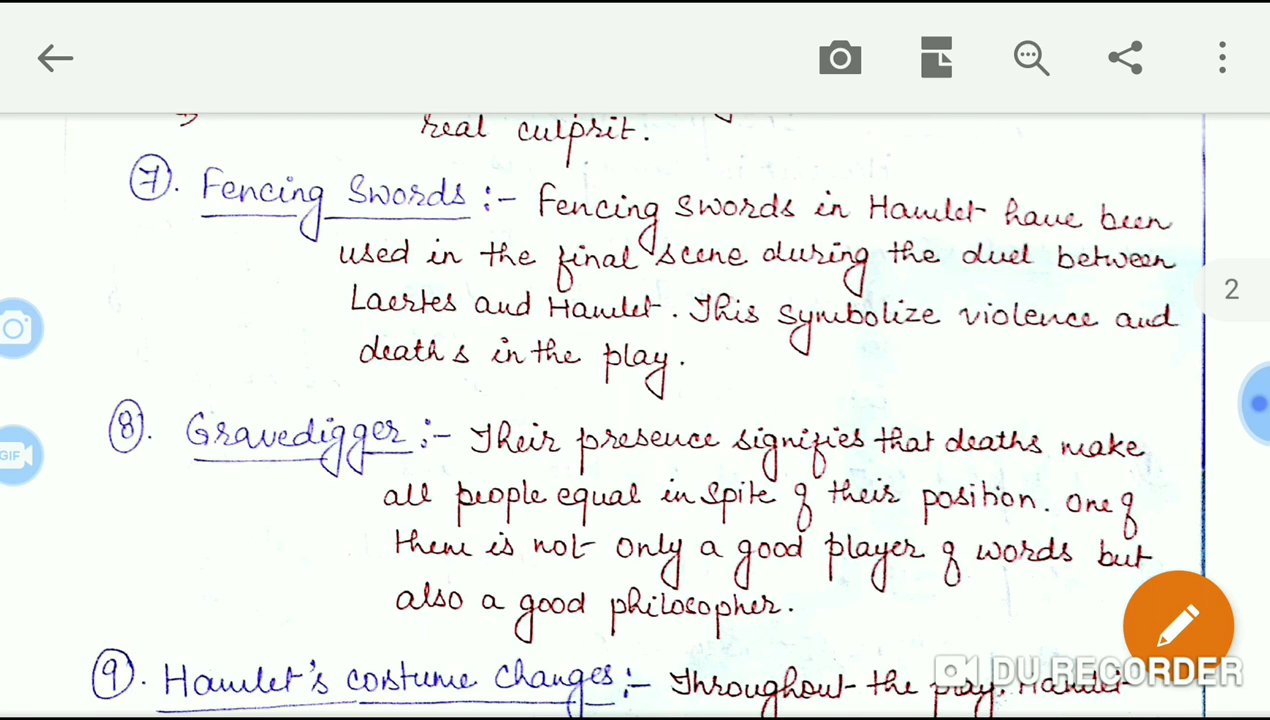 real culprit.
7. Fencing Swords :- Fencing swords in Hamlet have been
used in the final scene during the duel between
Laertes and Hamlet. This symbolize violence and
deaths in the play.
2
8. Gravedigger :- Their presence signifies that deaths make
all people equal in spite of their position. One of
them is not only a good player of words but
also a good philosopher.
9. Hamlet's costume changes :- Throughout the play, Hamlet
GIF
DU RECORDER